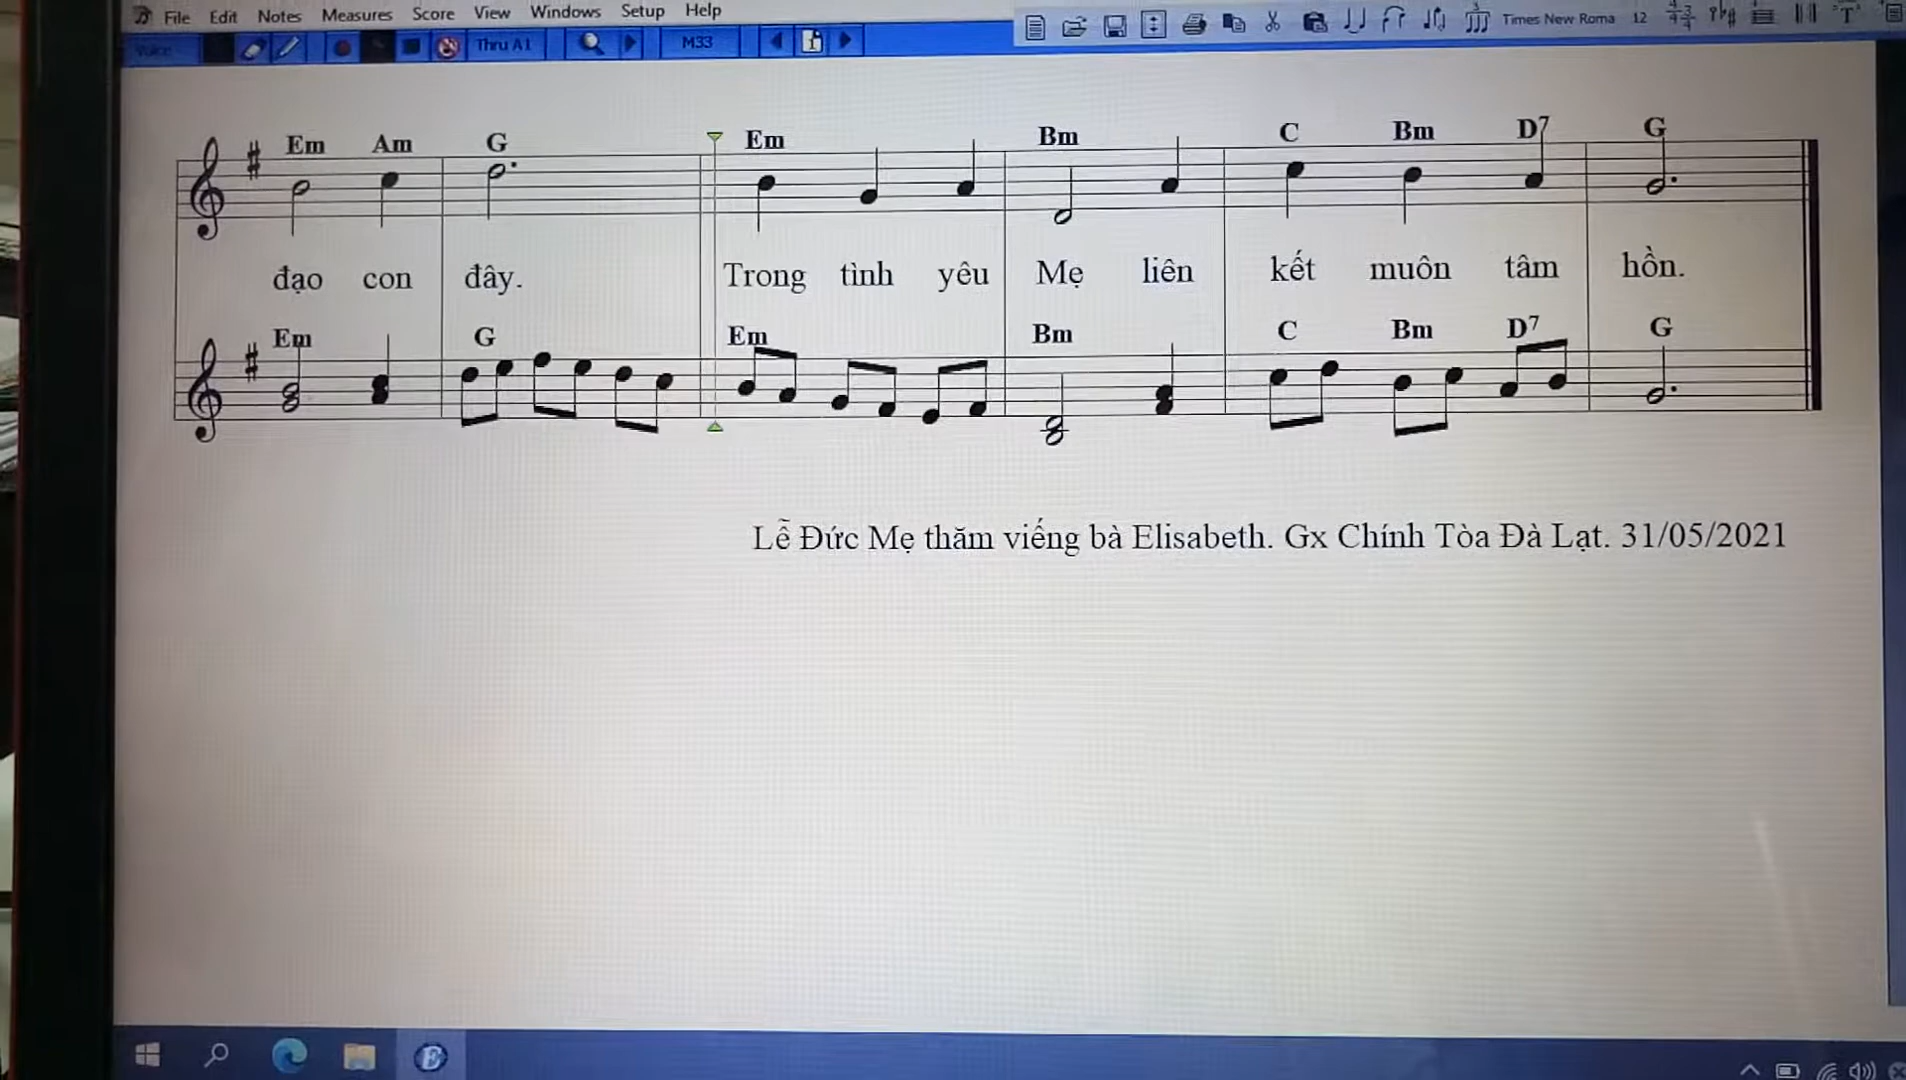 File Edit Notes Measures Score View Windows Setup Help
Times New Roma 12
Voice Thru A1 M33
Em Am G Em Bm C Bm D7 G
đạo con đây. Trong tình yêu Mẹ liên kết muôn tâm hồn.
Em G Em Bm C Bm D7 G
Lễ Đức Mẹ thăm viếng bà Elisabeth. Gx Chính Tòa Đà Lạt. 31/05/2021